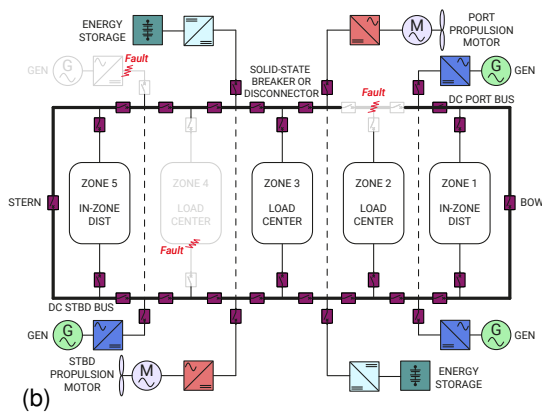 ENERGY
STORAGE
PORT
PROPULSION
MOTOR
M
GEN
G
Fault
SOLID-STATE
BREAKER OR
DISCONNECTOR
G
GEN
Fault
DC PORT BUS
ZONE 5
IN-ZONE
DIST
ZONE 4
LOAD
CENTER
ZONE 3
LOAD
CENTER
ZONE 2
LOAD
CENTER
ZONE 1
IN-ZONE
DIST
STERN
BOW
Fault
DC STBD BUS
GEN
G
G
GEN
STBD
PROPULSION
MOTOR
M
ENERGY
STORAGE
(b)